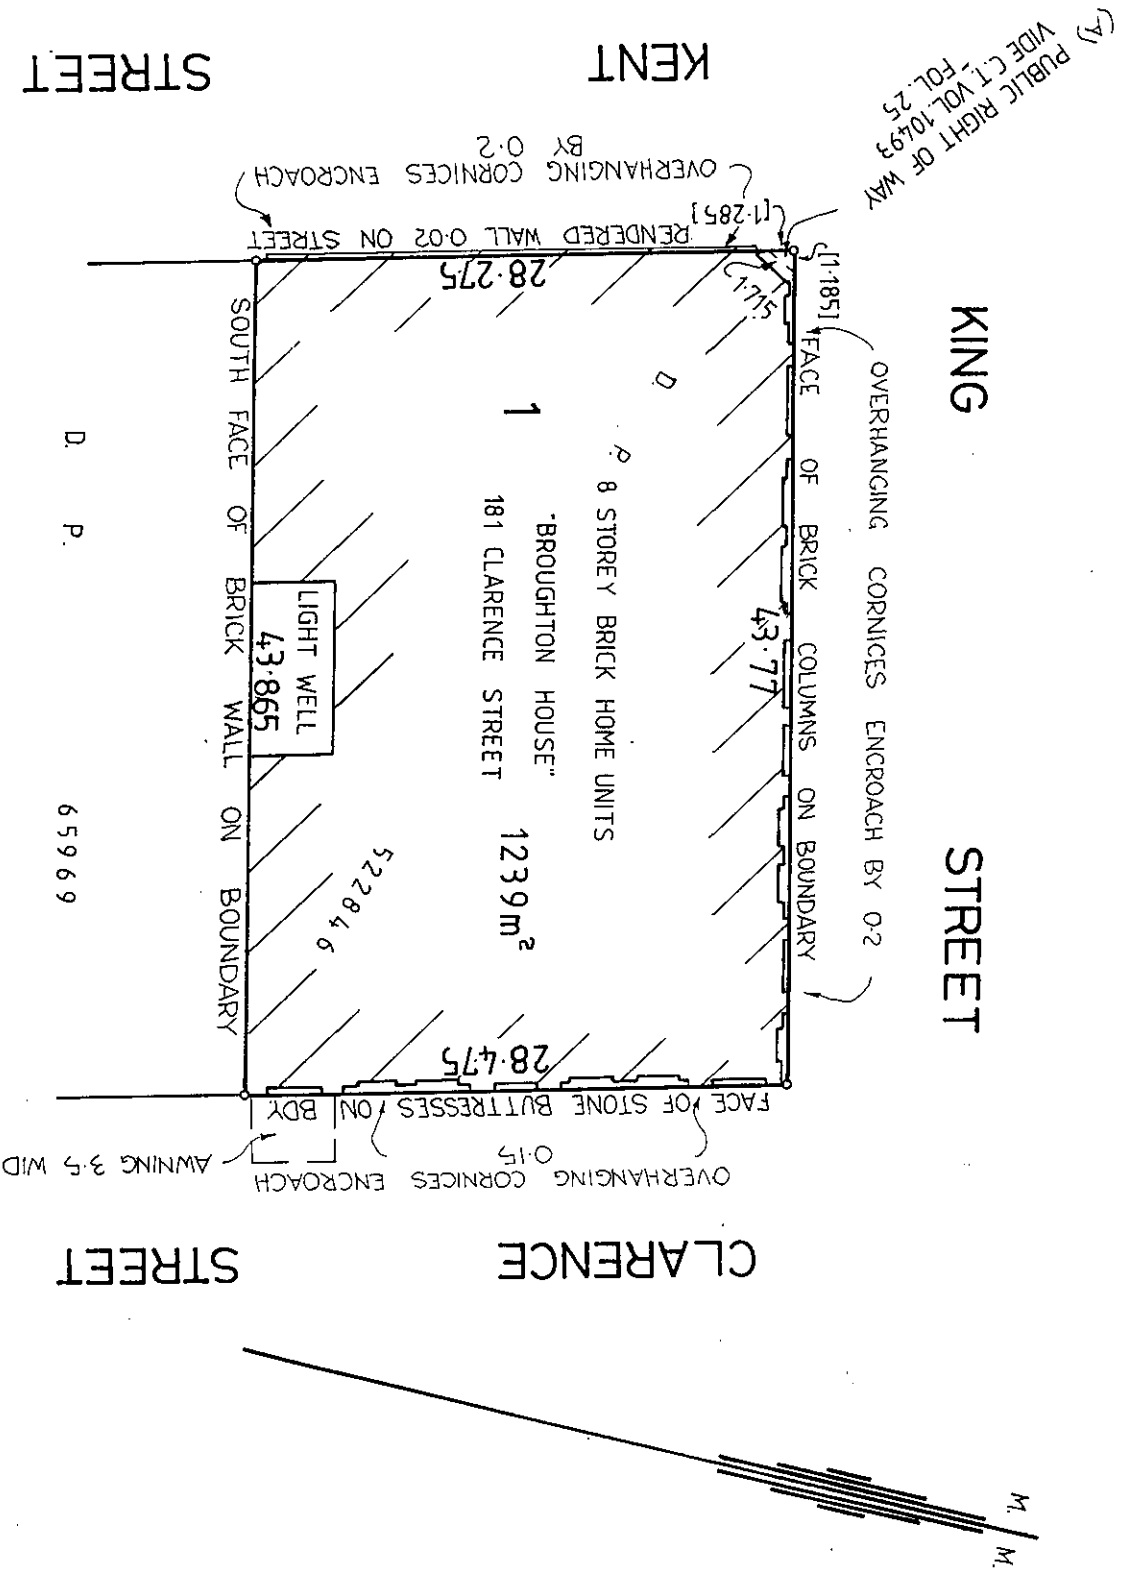 KENT STREET
(A) PUBLIC RIGHT OF WAY
VIDE C.T. VOL. 10493
FOL. 25
OVERHANGING CORNICES ENCROACH
BY 0·2
RENDERED WALL 0·02 ON STREET
[1·285]
[1·185]
1·715
28·275
KING STREET
OVERHANGING CORNICES ENCROACH BY 0·2
FACE OF BRICK COLUMNS ON BOUNDARY
43·77
D. P. 522846
1
8 STOREY BRICK HOME UNITS
"BROUGHTON HOUSE"
181 CLARENCE STREET
1239m²
LIGHT WELL
43·865
SOUTH FACE OF BRICK WALL ON BOUNDARY
D. P. 65969
28·475
FACE OF STONE BUTTRESSES ON BDY
OVERHANGING CORNICES ENCROACH
0·15
AWNING 3·5 WID
CLARENCE STREET
M. M.